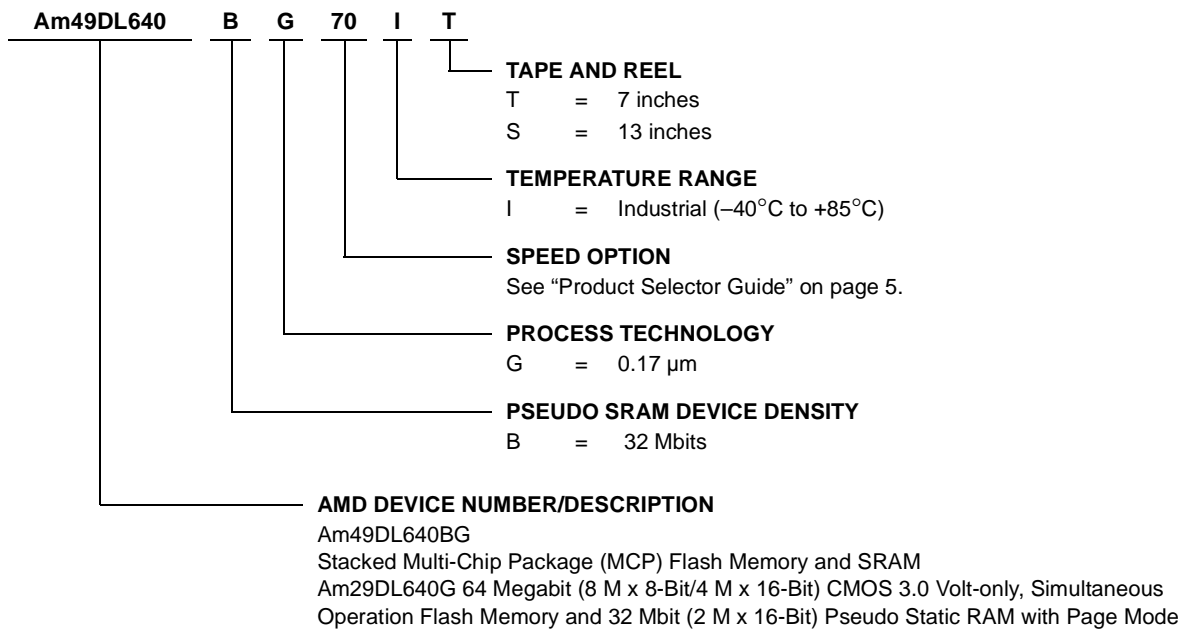 Am49DL640 B G 70 I T
TAPE AND REEL
T = 7 inches
S = 13 inches
TEMPERATURE RANGE
I = Industrial (–40°C to +85°C)
SPEED OPTION
See “Product Selector Guide” on page 5.
PROCESS TECHNOLOGY
G = 0.17 µm
PSEUDO SRAM DEVICE DENSITY
B = 32 Mbits
AMD DEVICE NUMBER/DESCRIPTION
Am49DL640BG
Stacked Multi-Chip Package (MCP) Flash Memory and SRAM
Am29DL640G 64 Megabit (8 M x 8-Bit/4 M x 16-Bit) CMOS 3.0 Volt-only, Simultaneous
Operation Flash Memory and 32 Mbit (2 M x 16-Bit) Pseudo Static RAM with Page Mode